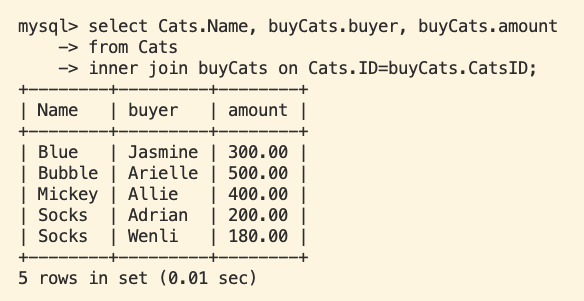 mysql> select Cats.Name, buyCats.buyer, buyCats.amount
    -> from Cats
    -> inner join buyCats on Cats.ID=buyCats.CatsID;
+--------+---------+--------+
| Name   | buyer   | amount |
+--------+---------+--------+
| Blue   | Jasmine | 300.00 |
| Bubble | Arielle | 500.00 |
| Mickey | Allie   | 400.00 |
| Socks  | Adrian  | 200.00 |
| Socks  | Wenli   | 180.00 |
+--------+---------+--------+
5 rows in set (0.01 sec)